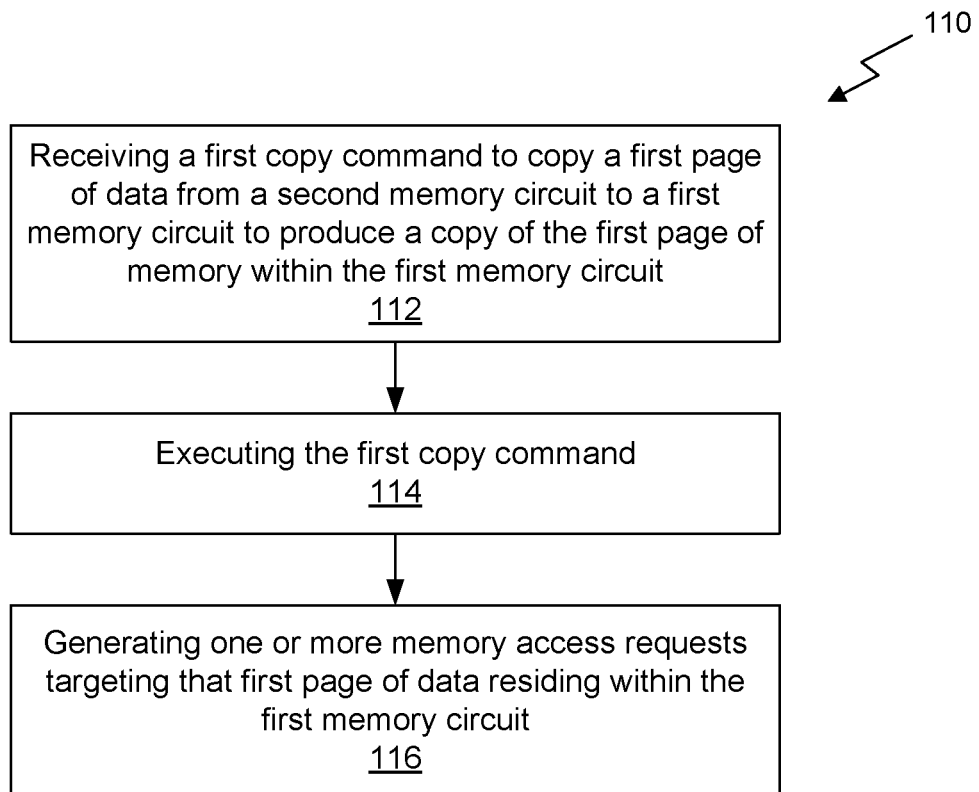 110
Receiving a first copy command to copy a first page
of data from a second memory circuit to a first
memory circuit to produce a copy of the first page of
memory within the first memory circuit
112
Executing the first copy command
114
Generating one or more memory access requests
targeting that first page of data residing within the
first memory circuit
116